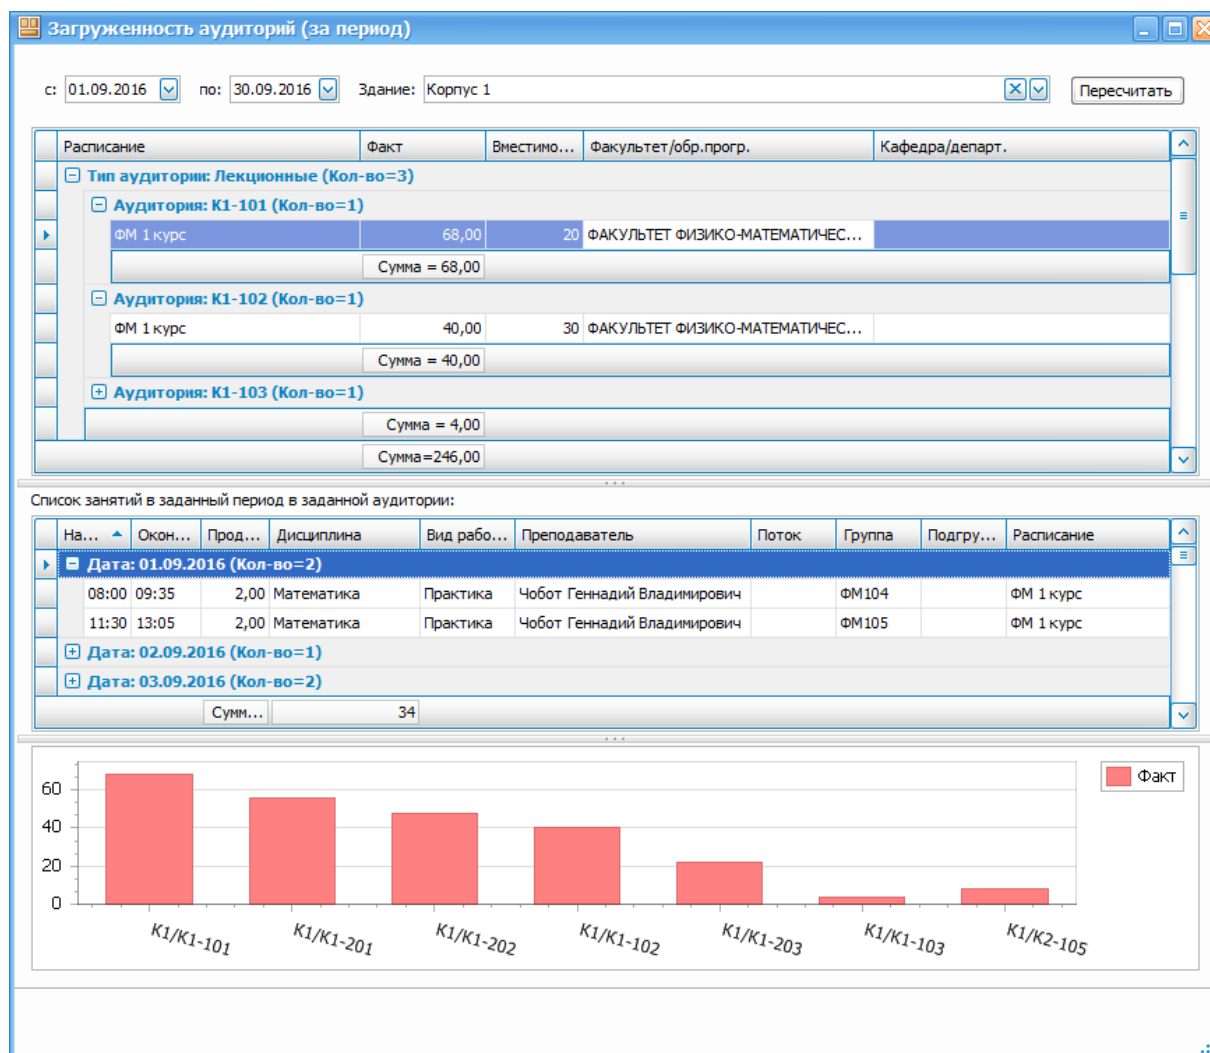 Загруженность аудиторий (за период)
с: 01.09.2016 по: 30.09.2016 Здание: Корпус 1 Пересчитать
Расписание Факт Вместимо... Факультет/обр.прогр. Кафедра/департ.
Тип аудитории: Лекционные (Кол-во=3)
Аудитория: К1-101 (Кол-во=1)
ФМ 1 курс 68,00 20 ФАКУЛЬТЕТ ФИЗИКО-МАТЕМАТИЧЕС...
Сумма = 68,00
Аудитория: К1-102 (Кол-во=1)
ФМ 1 курс 40,00 30 ФАКУЛЬТЕТ ФИЗИКО-МАТЕМАТИЧЕС...
Сумма = 40,00
Аудитория: К1-103 (Кол-во=1)
Сумма = 4,00
Сумма=246,00
Список занятий в заданный период в заданной аудитории:
На... Окон... Прод... Дисциплина Вид рабо... Преподаватель Поток Группа Подгру... Расписание
Дата: 01.09.2016 (Кол-во=2)
08:00 09:35 2,00 Математика Практика Чобот Геннадий Владимирович ФМ104 ФМ 1 курс
11:30 13:05 2,00 Математика Практика Чобот Геннадий Владимирович ФМ105 ФМ 1 курс
Дата: 02.09.2016 (Кол-во=1)
Дата: 03.09.2016 (Кол-во=2)
Сумм... 34
Факт
60
40
20
0
К1/К1-101 К1/К1-201 К1/К1-202 К1/К1-102 К1/К1-203 К1/К1-103 К1/К2-105